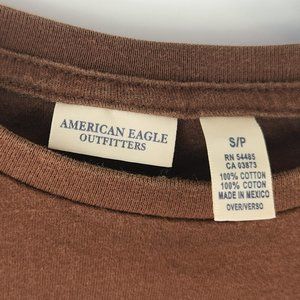 AMERICAN EAGLE
OUTFITTERS
S/P
RN 54485
CA 03873
100% COTTON
100% COTON
MADE IN MEXICO
OVER/VERSO